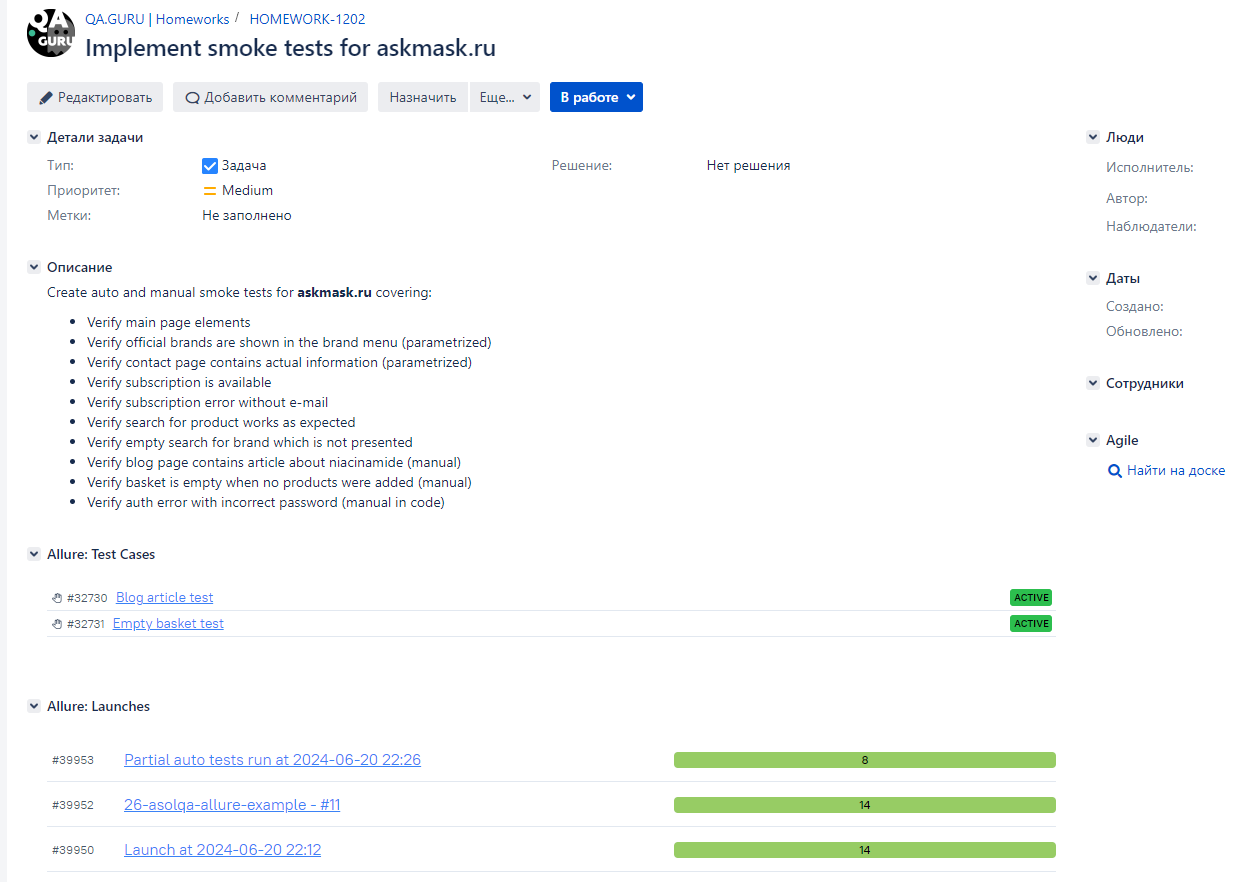 QA
GURU
QA.GURU | Homeworks / HOMEWORK-1202
Implement smoke tests for askmask.ru
Редактировать Добавить комментарий Назначить Еще... В работе
Детали задачи
Тип: Задача Решение: Нет решения
Приоритет: Medium
Метки: Не заполнено
Описание
Create auto and manual smoke tests for askmask.ru covering:
• Verify main page elements
• Verify official brands are shown in the brand menu (parametrized)
• Verify contact page contains actual information (parametrized)
• Verify subscription is available
• Verify subscription error without e-mail
• Verify search for product works as expected
• Verify empty search for brand which is not presented
• Verify blog page contains article about niacinamide (manual)
• Verify basket is empty when no products were added (manual)
• Verify auth error with incorrect password (manual in code)
Allure: Test Cases
#32730 Blog article test ACTIVE
#32731 Empty basket test ACTIVE
Allure: Launches
#39953 Partial auto tests run at 2024-06-20 22:26 8
#39952 26-asolqa-allure-example - #11 14
#39950 Launch at 2024-06-20 22:12 14
Люди
Исполнитель:
Автор:
Наблюдатели:
Даты
Создано:
Обновлено:
Сотрудники
Agile
Найти на доске